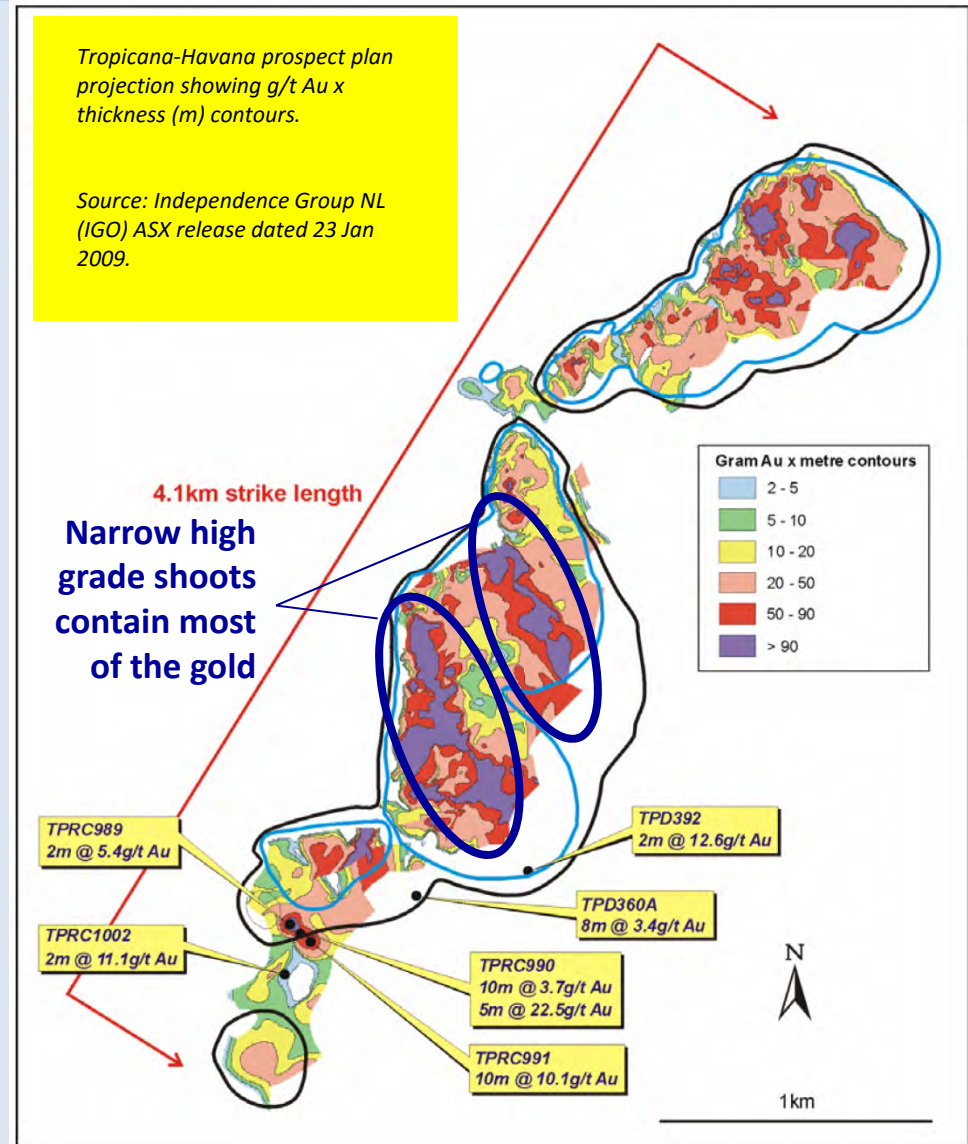 Tropicana-Havana prospect plan
projection showing g/t Au x
thickness (m) contours.
Source: Independence Group NL
(IGO) ASX release dated 23 Jan
2009.
4.1km strike length
Narrow high
grade shoots
contain most
of the gold
Gram Au x metre contours
2 - 5
5 - 10
10 - 20
20 - 50
50 - 90
> 90
TPRC989
2m @ 5.4g/t Au
TPD392
2m @ 12.6g/t Au
TPD360A
8m @ 3.4g/t Au
TPRC1002
2m @ 11.1g/t Au
TPRC990
10m @ 3.7g/t Au
5m @ 22.5g/t Au
TPRC991
10m @ 10.1g/t Au
N
1km